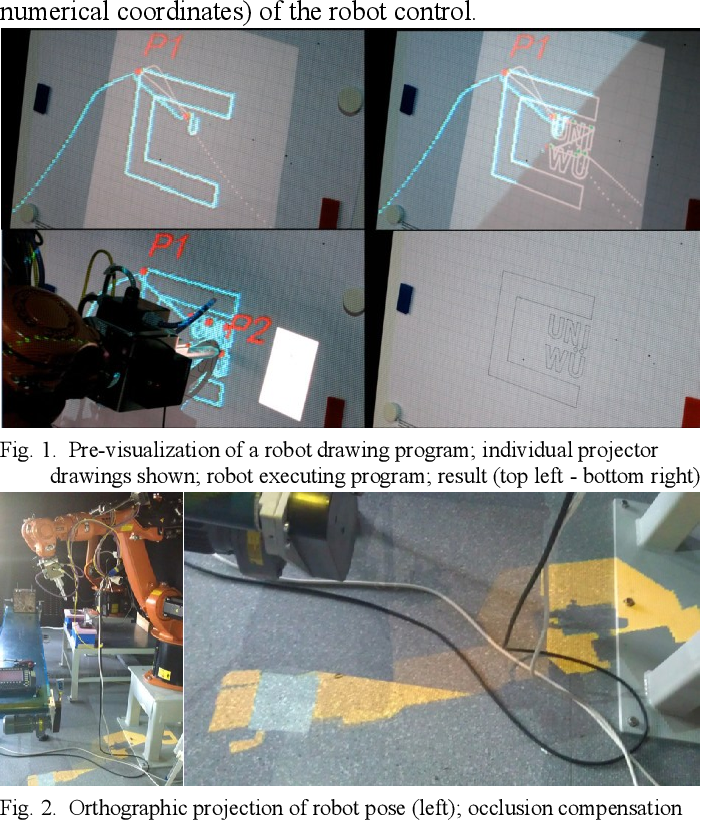 numerical coordinates) of the robot control.
P1
P1
UNI
WÜ
P1
P2
UNI
WÜ
Fig. 1. Pre-visualization of a robot drawing program; individual projector
drawings shown; robot executing program; result (top left - bottom right)
Fig. 2. Orthographic projection of robot pose (left); occlusion compensation